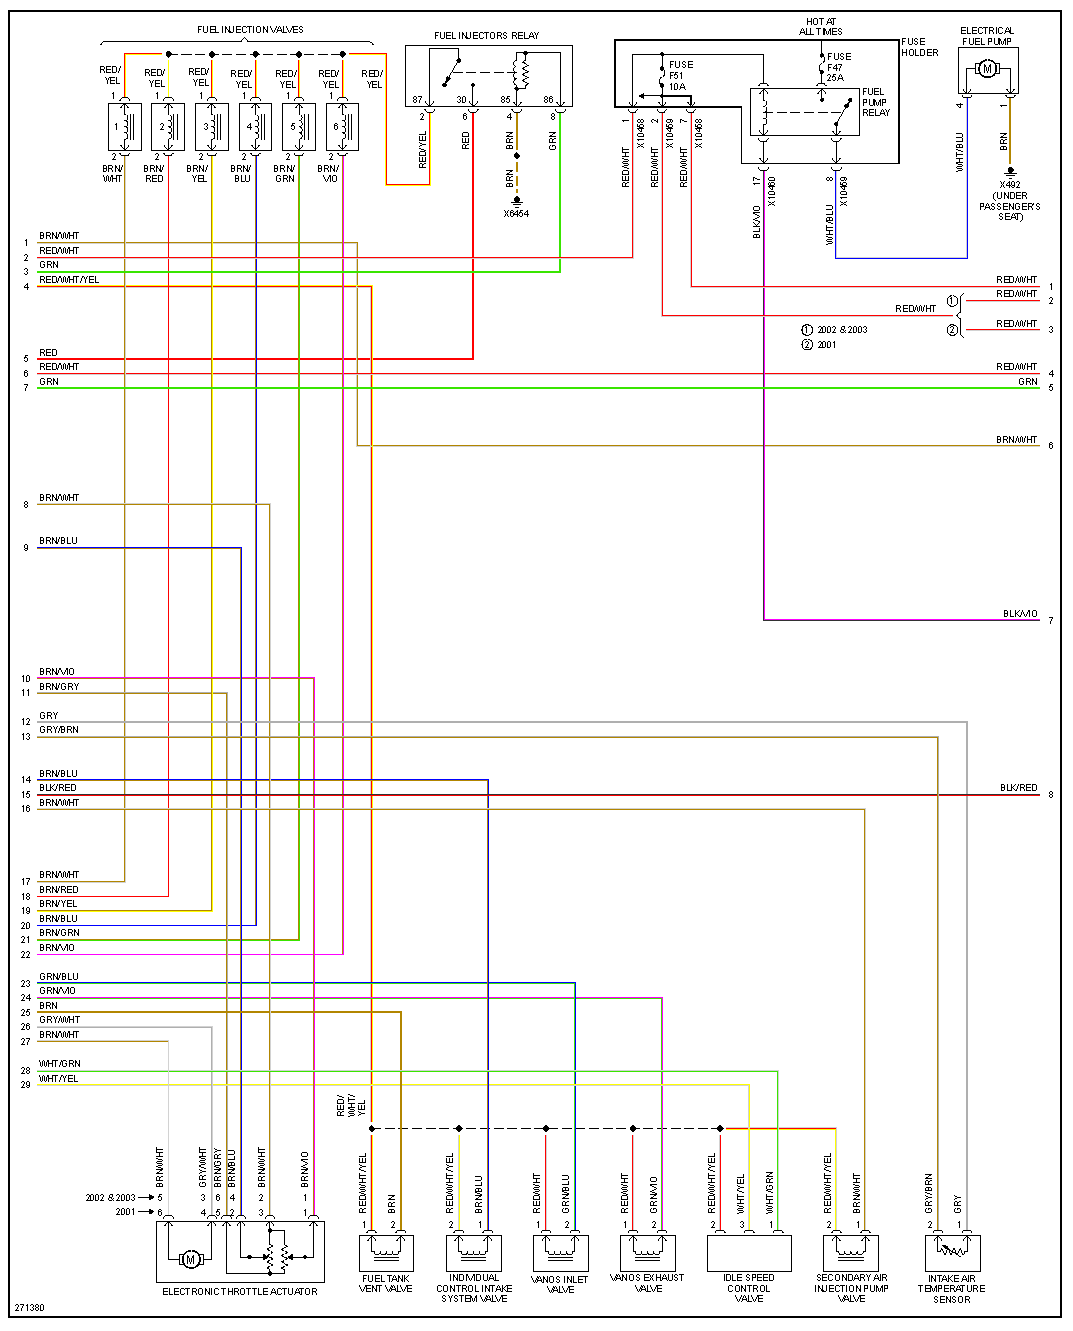 FUEL INJECTION VALVES
FUEL INJECTORS RELAY
HOT AT
ALL TIMES
FUSE
HOLDER
ELECTRICAL
FUEL PUMP
RED/
YEL
RED/
YEL
RED/
YEL
RED/
YEL
RED/
YEL
RED/
YEL
RED/
YEL
FUSE
F51
10A
FUSE
F47
25A
FUEL
PUMP
RELAY
M
1 1 1 1 1 1
87 30 85 86
1 2 3 4 5 6
2 6 4 8
1 2 7
4 1
X10468 X10469 X10468
2 2 2 2 2 2
RED/YEL RED BRN GRN
RED/WHT RED/WHT RED/WHT
WHT/BLU BRN
BRN/
WHT
BRN/
RED
BRN/
YEL
BRN/
BLU
BRN/
GRN
BRN/
VIO
BRN
X6454
17 X10460
8 X10459
BLK/VIO
WHT/BLU
X492
(UNDER
PASSENGER'S
SEAT)
1 BRN/WHT
2 RED/WHT
3 GRN
4 RED/WHT/YEL
RED/WHT 1
RED/WHT 2
RED/WHT
1
2
RED/WHT 3
1 2002 & 2003
2 2001
5 RED
6 RED/WHT
RED/WHT 4
7 GRN
GRN 5
BRN/WHT 6
8 BRN/WHT
9 BRN/BLU
BLK/VIO 7
10 BRN/VIO
11 BRN/GRY
12 GRY
13 GRY/BRN
14 BRN/BLU
15 BLK/RED
BLK/RED 8
16 BRN/WHT
17 BRN/WHT
18 BRN/RED
19 BRN/YEL
20 BRN/BLU
21 BRN/GRN
22 BRN/VIO
23 GRN/BLU
24 GRN/VIO
25 BRN
26 GRY/WHT
27 BRN/WHT
28 WHT/GRN
29 WHT/YEL
RED/
WHT/
YEL
BRN/WHT GRY/WHT BRN/GRY BRN/BLU BRN/WHT BRN/VIO
RED/WHT/YEL BRN
RED/WHT/YEL BRN/BLU
RED/WHT GRN/BLU
RED/WHT GRN/VIO
RED/WHT/YEL WHT/YEL WHT/GRN
RED/WHT/YEL BRN/WHT
GRY/BRN GRY
2002 & 2003 5 3 6 4 2 1
2001 6 4 5 2 3 1
1 2 2 1 1 2 1 2 2 3 1 2 1 2 1
M
ELECTRONIC THROTTLE ACTUATOR
FUEL TANK
VENT VALVE
INDIVIDUAL
CONTROL INTAKE
SYSTEM VALVE
VANOS INLET
VALVE
VANOS EXHAUST
VALVE
IDLE SPEED
CONTROL
VALVE
SECONDARY AIR
INJECTION PUMP
VALVE
INTAKE AIR
TEMPERATURE
SENSOR
271380